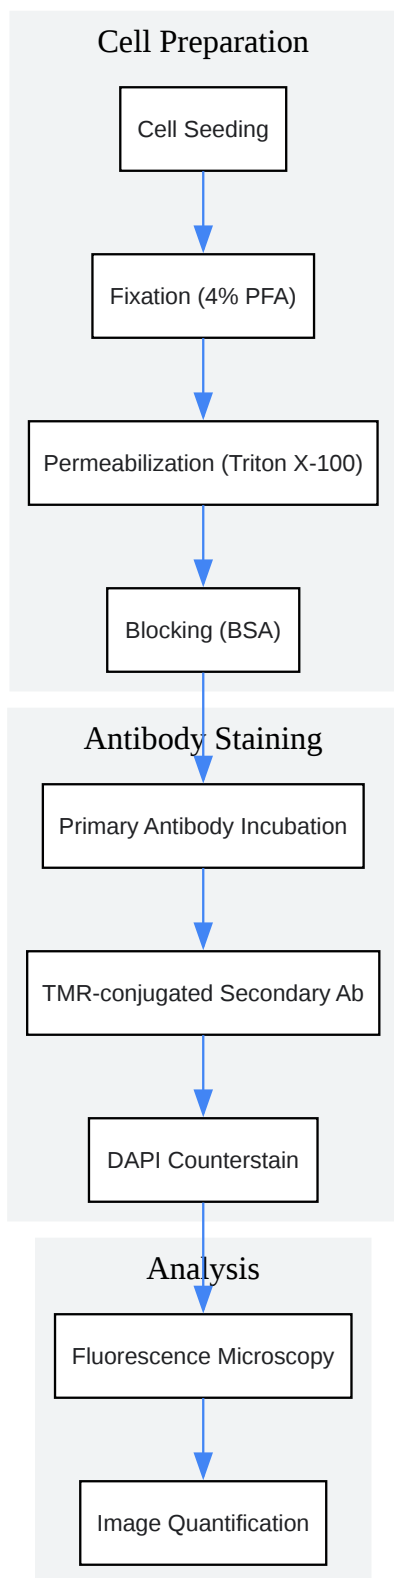 Cell Preparation
Cell Seeding
Fixation (4% PFA)
Permeabilization (Triton X-100)
Blocking (BSA)
Antibody Staining
Primary Antibody Incubation
TMR-conjugated Secondary Ab
DAPI Counterstain
Analysis
Fluorescence Microscopy
Image Quantification